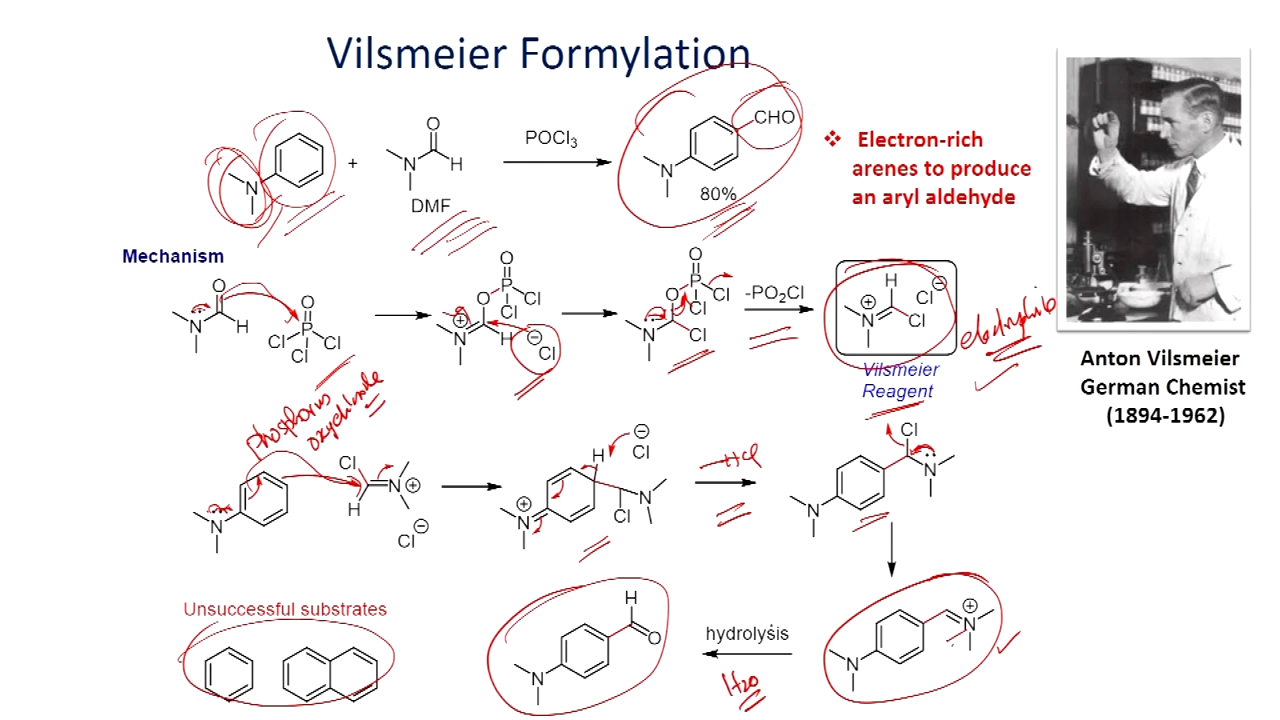 Vilsmeier Formylation
N
+
O
N
H
DMF
POCl3
CHO
N
80%
❖ Electron-rich
arenes to produce
an aryl aldehyde
Mechanism
O
N
H
O
P
Cl
Cl
Cl
O
P
O
Cl
Cl
⊕
N
H
⊖
Cl
O
P
O
Cl
Cl
N
Cl
-PO2Cl
H
⊕
N
Cl
Cl ⊖
Vilsmeier
Reagent
electrophile
phosphorus
oxychloride
Anton Vilsmeier
German Chemist
(1894-1962)
N
Cl
H
N ⊕
Cl ⊖
H
⊖
Cl
⊕
N
N
Cl
-HCl
Cl
N
N
Unsuccessful substrates
H
O
N
hydrolysis
H2O
⊕
N
N